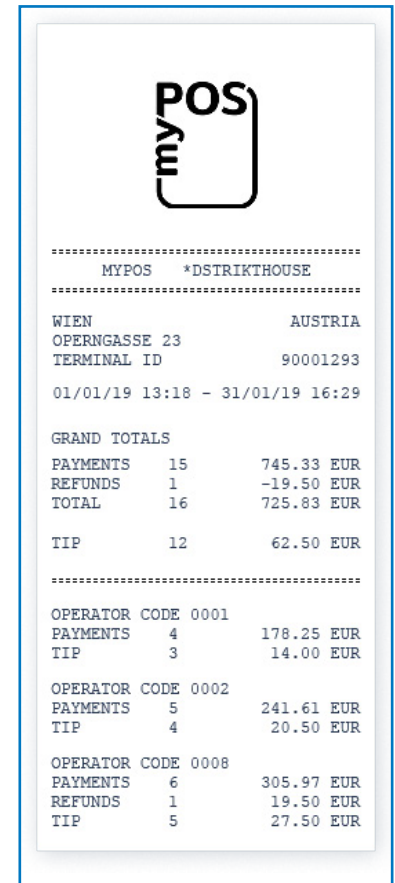 myPOS
MYPOS *DSTRIKTHOUSE
WIEN AUSTRIA
OPERNGASSE 23
TERMINAL ID 90001293
01/01/19 13:18 - 31/01/19 16:29
GRAND TOTALS
PAYMENTS 15 745.33 EUR
REFUNDS 1 -19.50 EUR
TOTAL 16 725.83 EUR
TIP 12 62.50 EUR
OPERATOR CODE 0001
PAYMENTS 4 178.25 EUR
TIP 3 14.00 EUR
OPERATOR CODE 0002
PAYMENTS 5 241.61 EUR
TIP 4 20.50 EUR
OPERATOR CODE 0008
PAYMENTS 6 305.97 EUR
REFUNDS 1 19.50 EUR
TIP 5 27.50 EUR